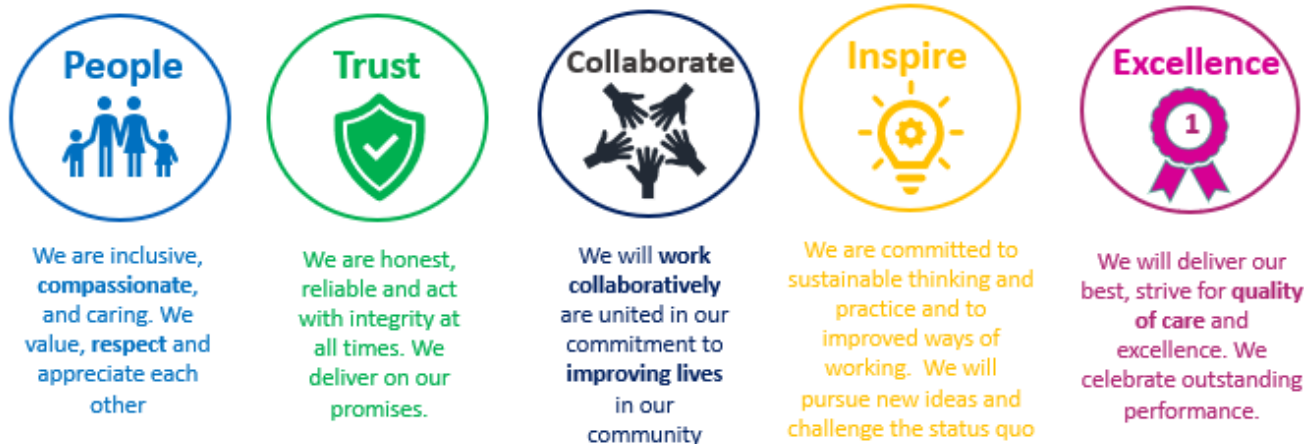 People
We are inclusive,
compassionate,
and caring. We
value, respect and
appreciate each
other
Trust
We are honest,
reliable and act
with integrity at
all times. We
deliver on our
promises.
Collaborate
We will work
collaboratively
are united in our
commitment to
improving lives
in our
community
Inspire
We are committed to
sustainable thinking and
practice and to
improved ways of
working. We will
pursue new ideas and
challenge the status quo
Excellence
1
We will deliver our
best, strive for quality
of care and
excellence. We
celebrate outstanding
performance.